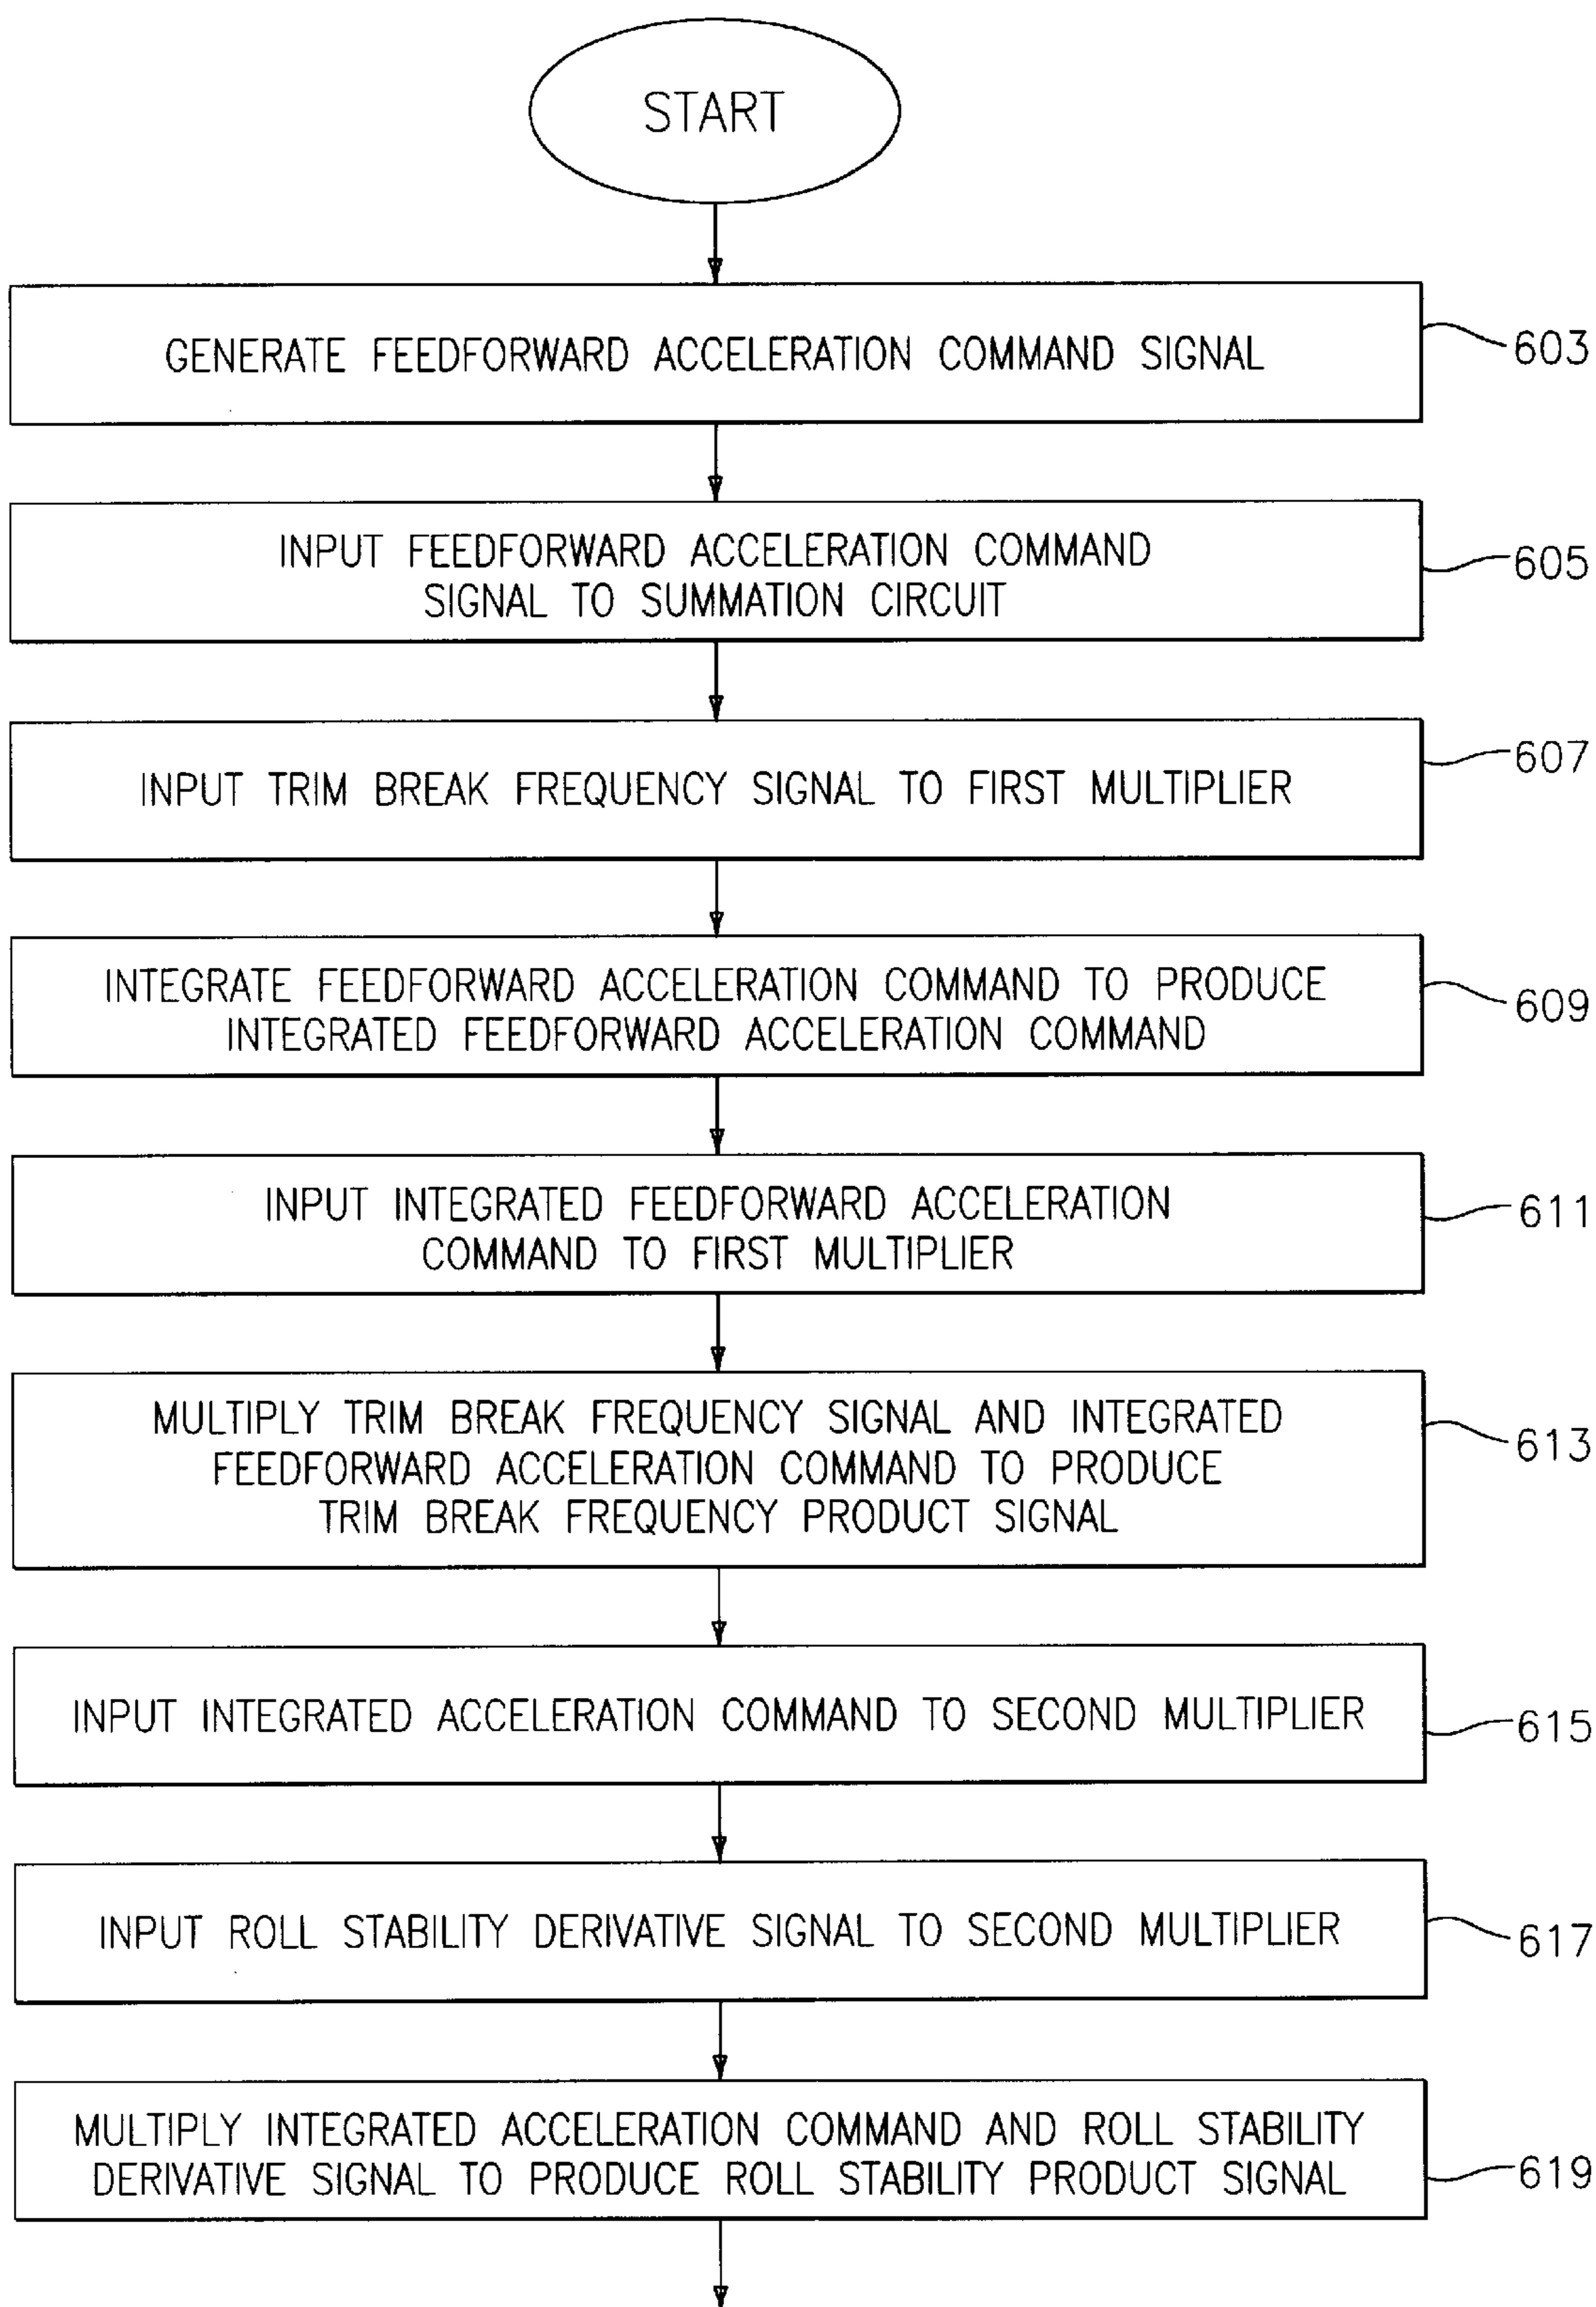 START
GENERATE FEEDFORWARD ACCELERATION COMMAND SIGNAL
603
INPUT FEEDFORWARD ACCELERATION COMMAND
SIGNAL TO SUMMATION CIRCUIT
605
INPUT TRIM BREAK FREQUENCY SIGNAL TO FIRST MULTIPLIER
607
INTEGRATE FEEDFORWARD ACCELERATION COMMAND TO PRODUCE
INTEGRATED FEEDFORWARD ACCELERATION COMMAND
609
INPUT INTEGRATED FEEDFORWARD ACCELERATION
COMMAND TO FIRST MULTIPLIER
611
MULTIPLY TRIM BREAK FREQUENCY SIGNAL AND INTEGRATED
FEEDFORWARD ACCELERATION COMMAND TO PRODUCE
TRIM BREAK FREQUENCY PRODUCT SIGNAL
613
INPUT INTEGRATED ACCELERATION COMMAND TO SECOND MULTIPLIER
615
INPUT ROLL STABILITY DERIVATIVE SIGNAL TO SECOND MULTIPLIER
617
MULTIPLY INTEGRATED ACCELERATION COMMAND AND ROLL STABILITY
DERIVATIVE SIGNAL TO PRODUCE ROLL STABILITY PRODUCT SIGNAL
619